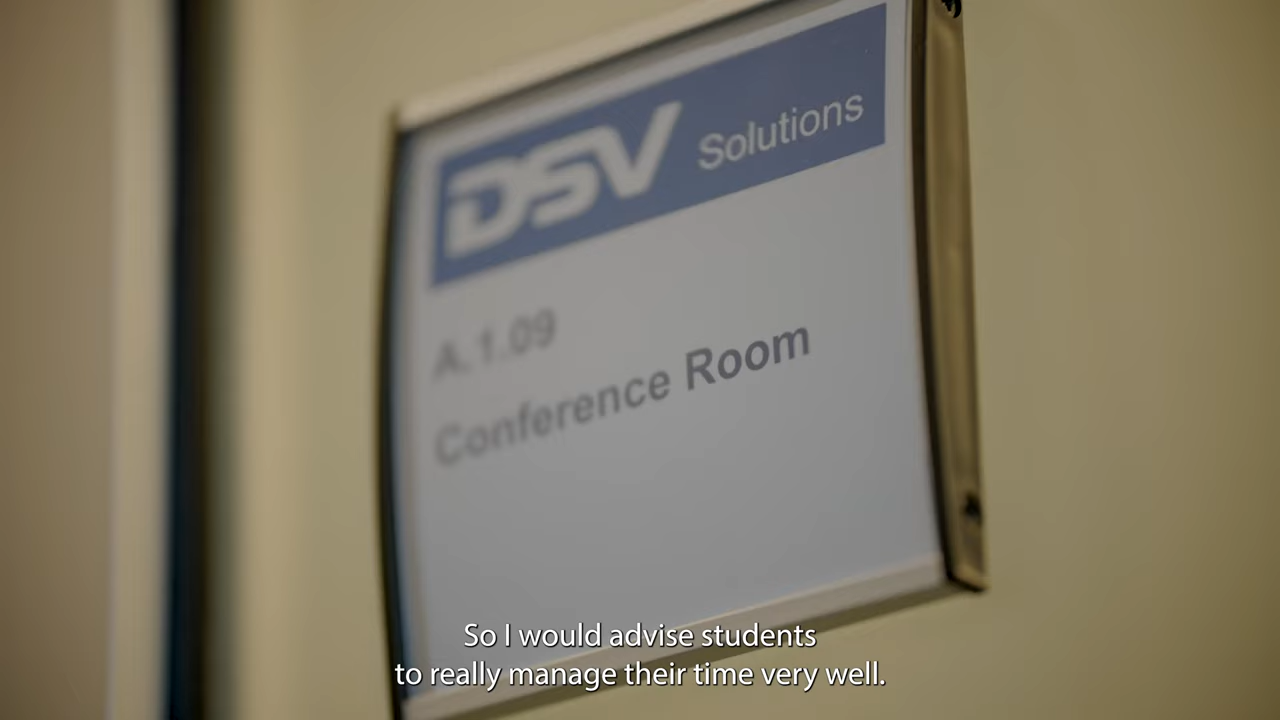 DSV Solutions
A.1.09
Conference Room
So I would advise students
to really manage their time very well.